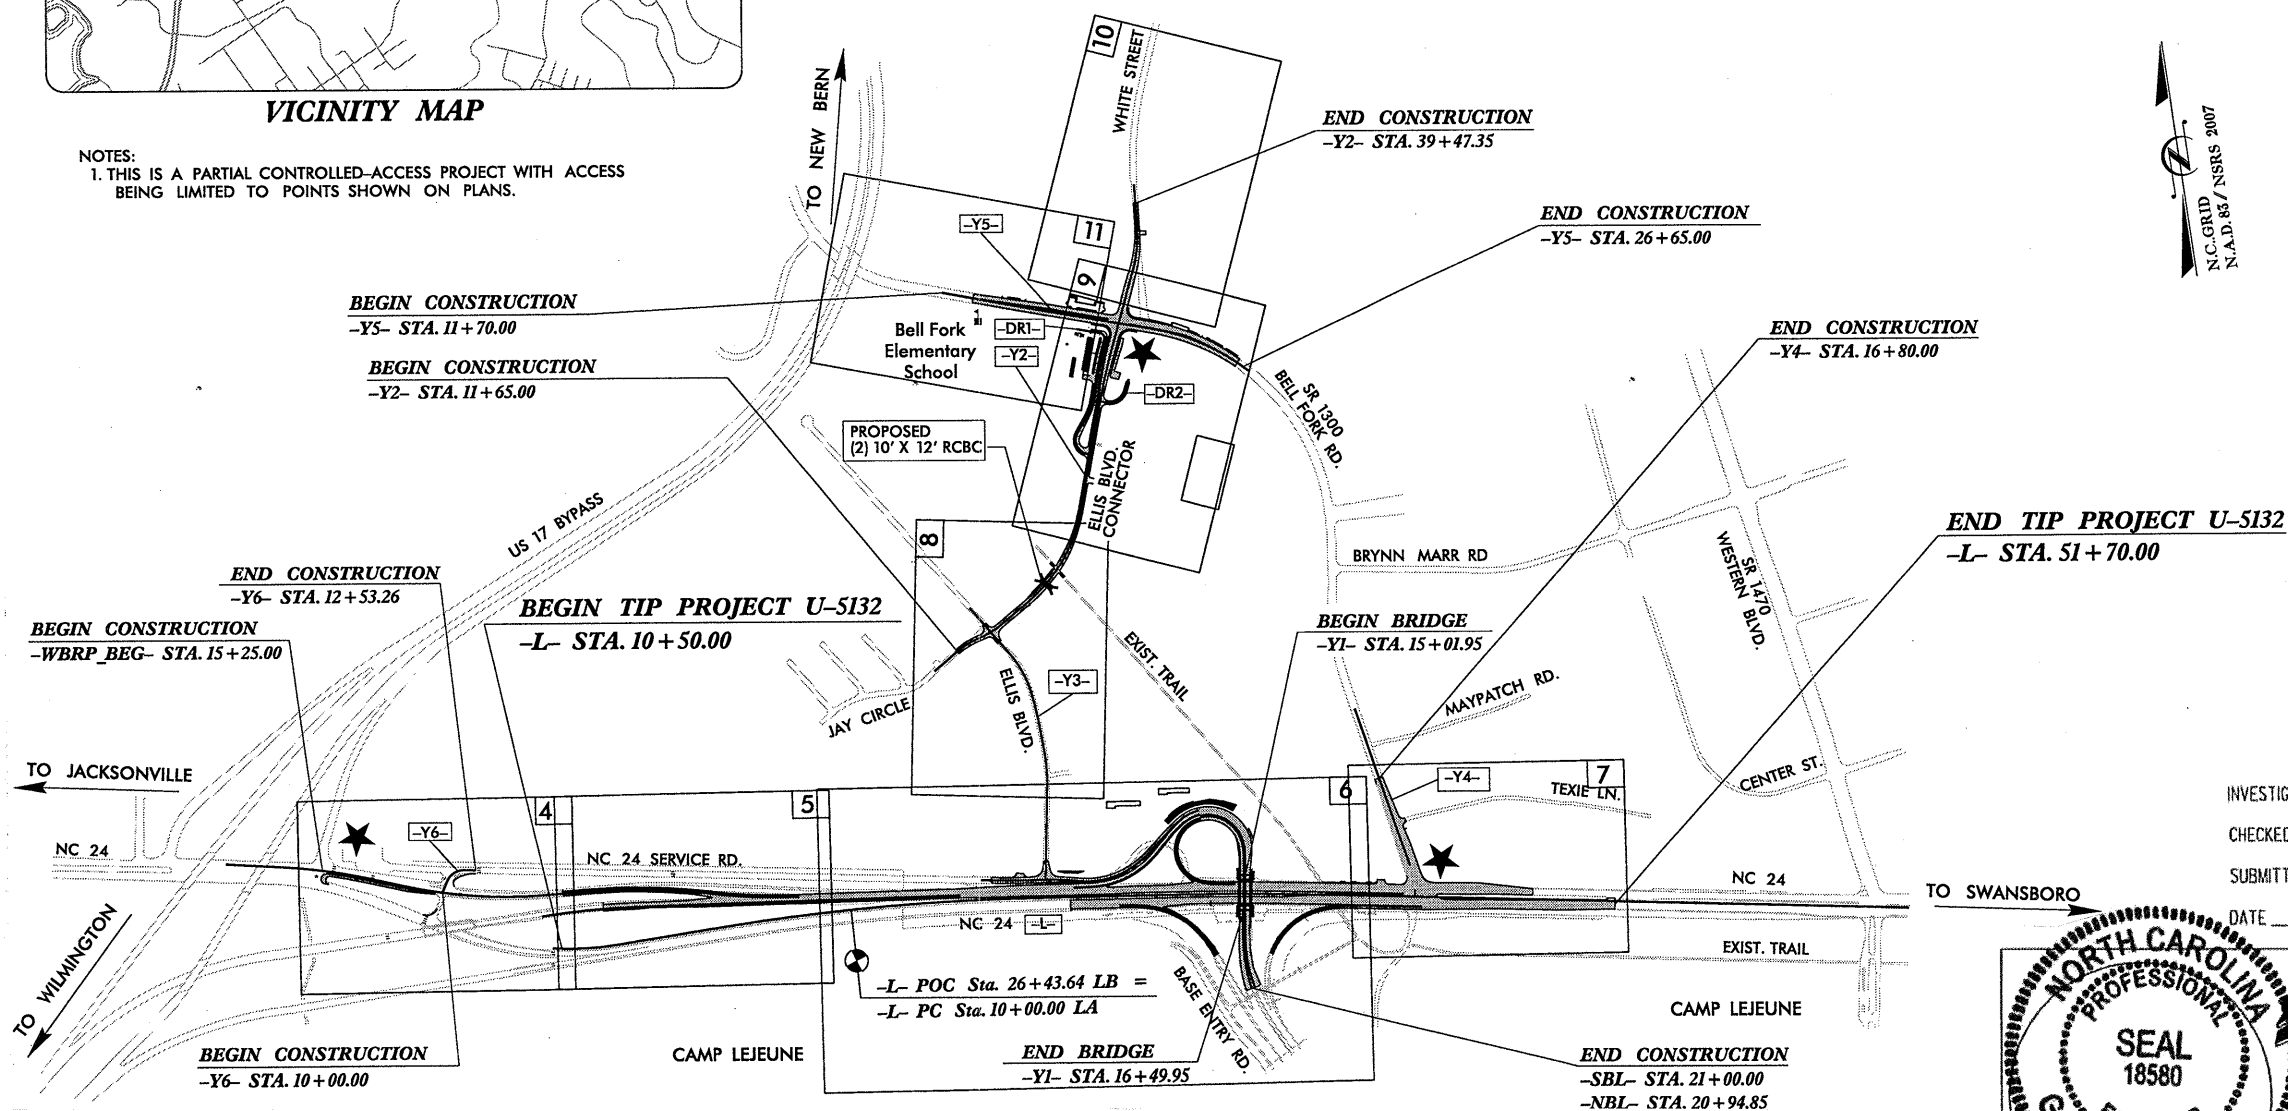 VICINITY MAP
NOTES:
1. THIS IS A PARTIAL CONTROLLED-ACCESS PROJECT WITH ACCESS
BEING LIMITED TO POINTS SHOWN ON PLANS.
TO NEW BERN
10
WHITE STREET
END CONSTRUCTION
-Y2- STA. 39+47.35
N.C. GRID
N.A.D. 83/ NSRS 2007
END CONSTRUCTION
-Y5- STA. 26+65.00
-Y5-
11
9
BEGIN CONSTRUCTION
-Y5- STA. 11+70.00
Bell Fork
Elementary
School
-DR1-
-Y2-
-DR2-
BEGIN CONSTRUCTION
-Y2- STA. 11+65.00
END CONSTRUCTION
-Y4- STA. 16+80.00
SR 1300
BELL FORK RD.
PROPOSED
(2) 10' X 12' RCBC
ELLIS BLVD.
CONNECTOR
US 17 BYPASS
8
BRYNN MARR RD
SR 1470
WESTERN BLVD.
END TIP PROJECT U-5132
-L- STA. 51+70.00
END CONSTRUCTION
-Y6- STA. 12+53.26
BEGIN TIP PROJECT U-5132
-L- STA. 10+50.00
BEGIN CONSTRUCTION
-WBRP_BEG- STA. 15+25.00
BEGIN BRIDGE
-Y1- STA. 15+01.95
EXIST. TRAIL
-Y3-
ELLIS BLVD.
JAY CIRCLE
MAYPATCH RD.
CENTER ST.
TO JACKSONVILLE
4
5
6
7
-Y4-
TEXIE LN.
-Y6-
NC 24
NC 24 SERVICE RD.
NC 24
TO SWANSBORO
INVESTIG
CHECKED
SUBMITT
DATE
NC 24 -L-
EXIST. TRAIL
TO WILMINGTON
-L- POC Sta. 26+43.64 LB =
-L- PC Sta. 10+00.00 LA
BASE ENTRY RD.
CAMP LEJEUNE
CAMP LEJEUNE
BEGIN CONSTRUCTION
-Y6- STA. 10+00.00
END BRIDGE
-Y1- STA. 16+49.95
END CONSTRUCTION
-SBL- STA. 21+00.00
-NBL- STA. 20+94.85
NORTH CAROLINA
PROFESSIONAL
SEAL
18580